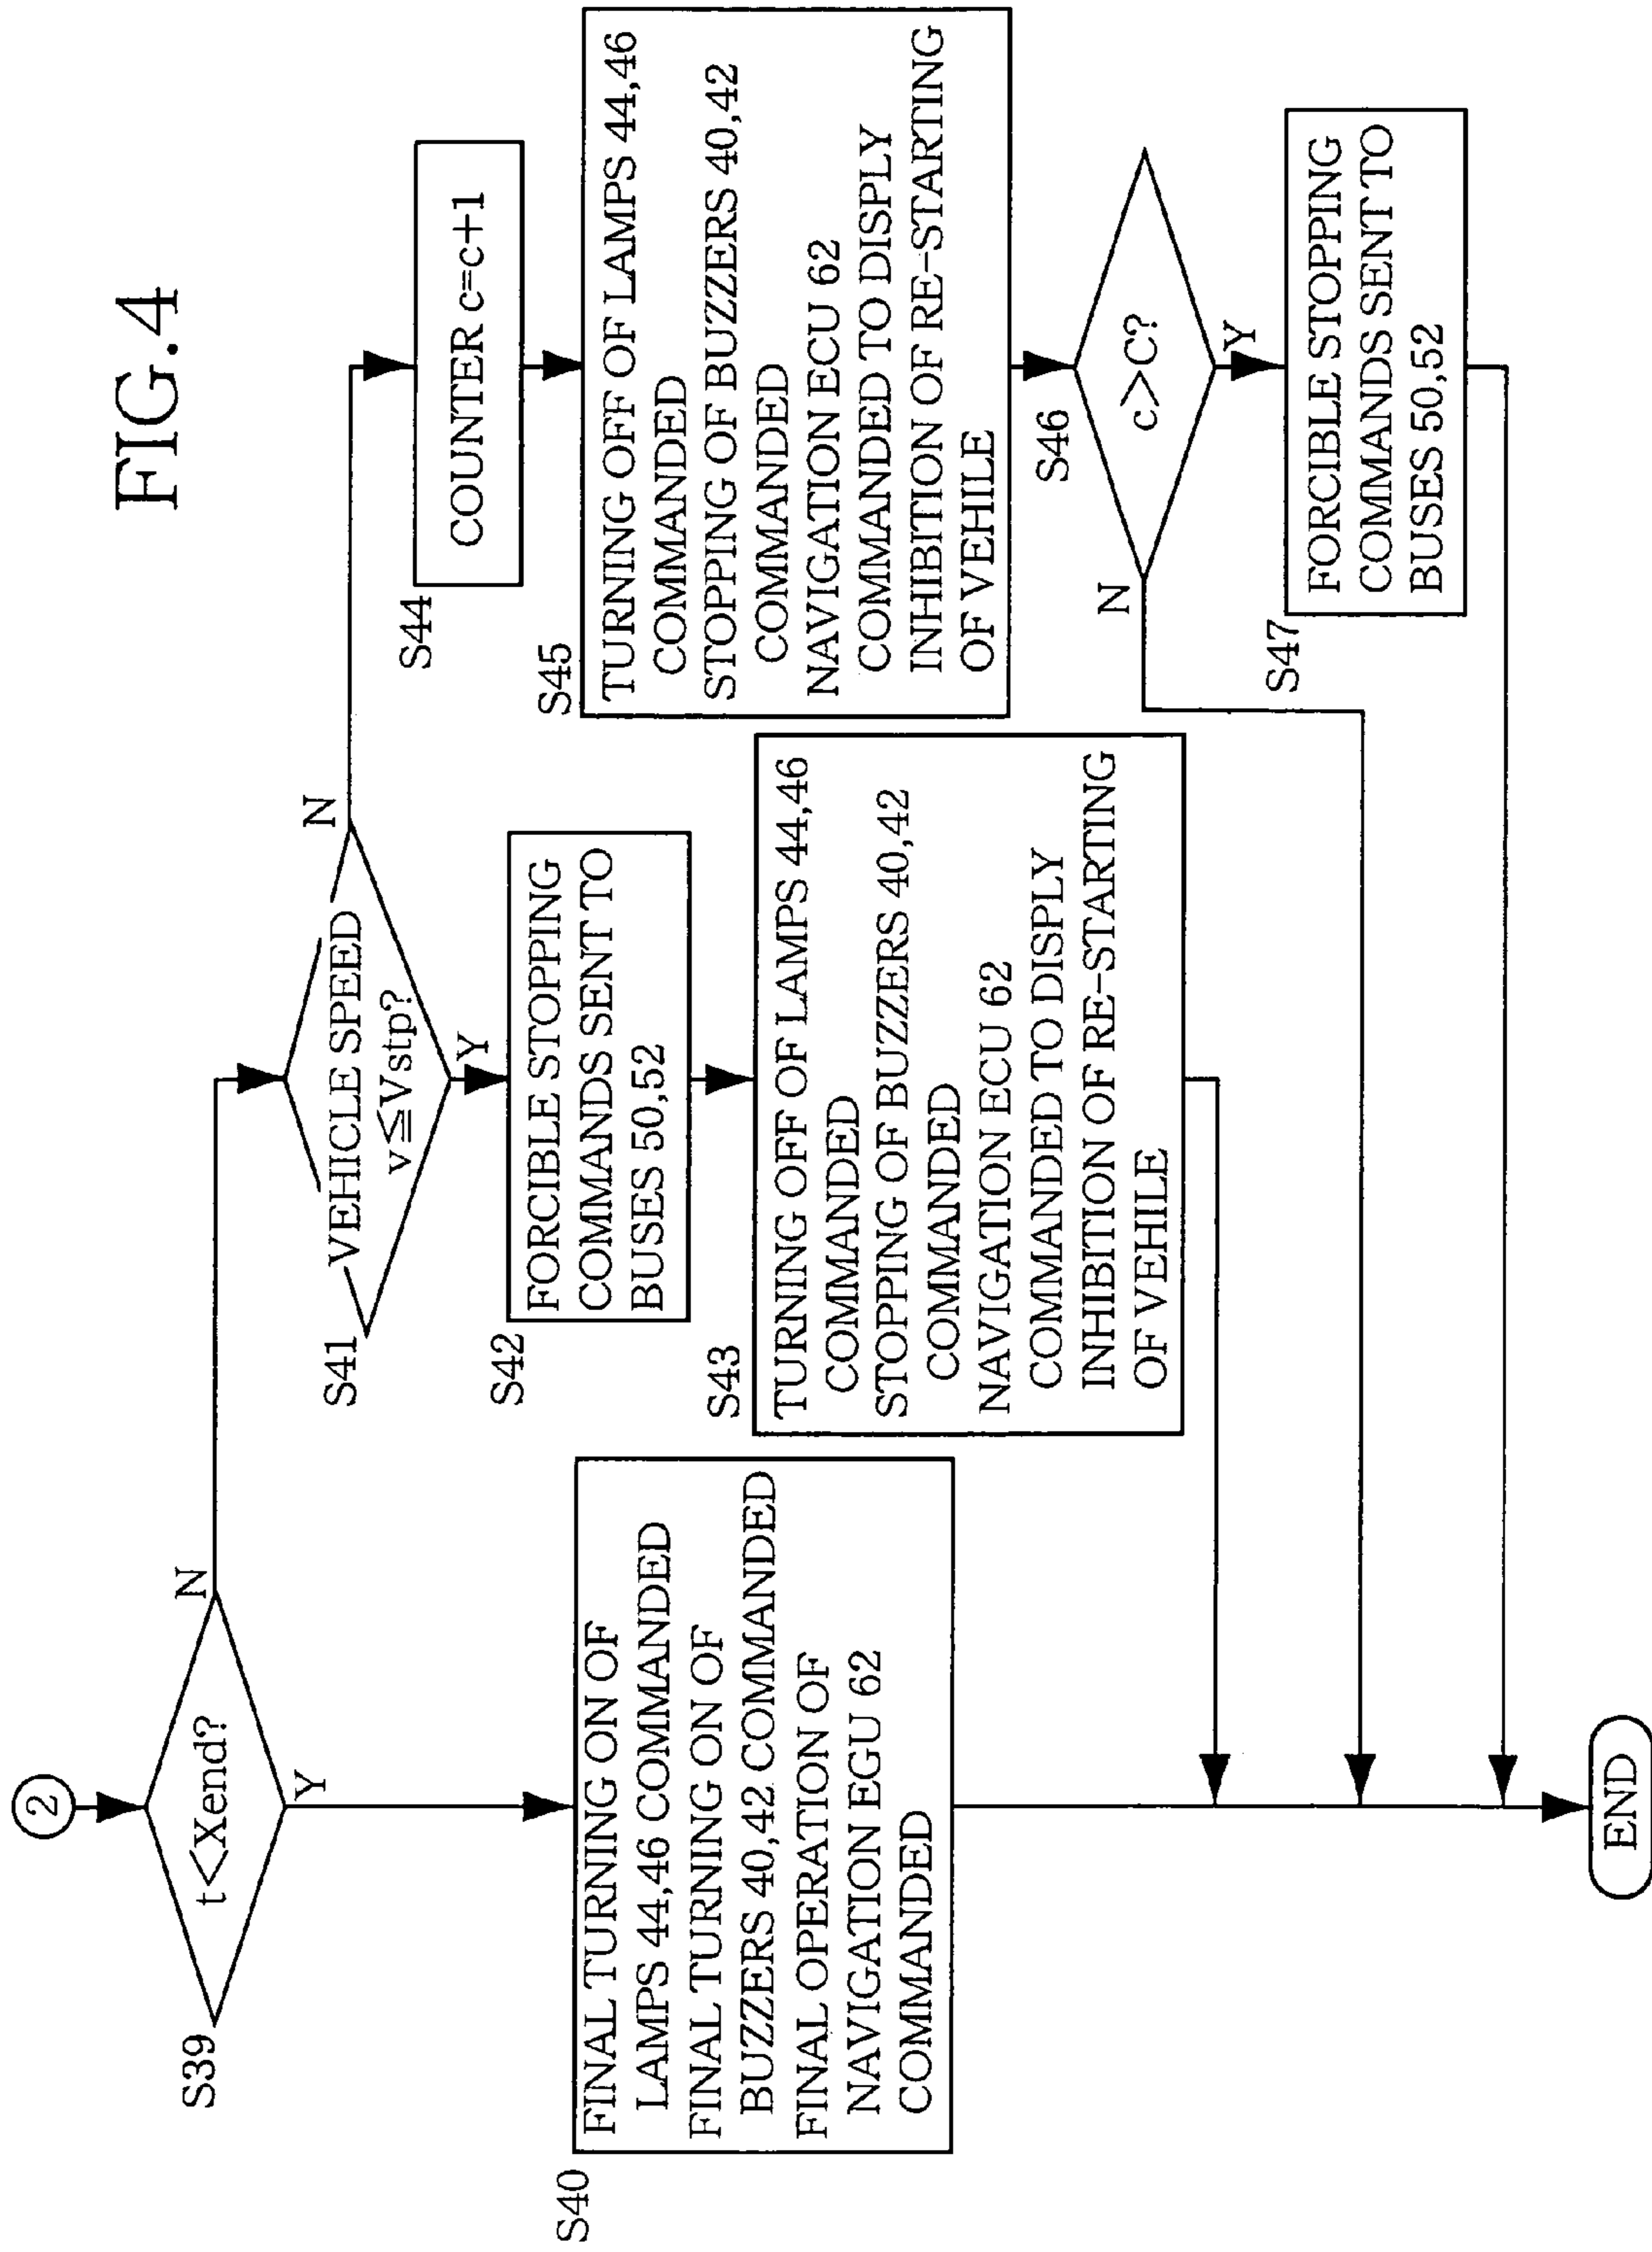 FIG.4
2
S39
t<Xend?
N
Y
S40
FINAL TURNING ON OF
LAMPS 44,46 COMMANDED
FINAL TURNING ON OF
BUZZERS 40,42 COMMANDED
FINAL OPERATION OF
NAVIGATION EGU 62
COMMANDED
S41
VEHICLE SPEED
v≦Vstp?
N
Y
S42
FORCIBLE STOPPING
COMMANDS SENT TO
BUSES 50,52
S43
TURNING OFF OF LAMPS 44,46
COMMANDED
STOPPING OF BUZZERS 40,42
COMMANDED
NAVIGATION ECU 62
COMMANDED TO DISPLY
INHIBITION OF RE-STARTING
OF VEHILE
S44
COUNTER c=c+1
S45
TURNING OFF OF LAMPS 44,46
COMMANDED
STOPPING OF BUZZERS 40,42
COMMANDED
NAVIGATION ECU 62
COMMANDED TO DISPLY
INHIBITION OF RE-STARTING
OF VEHILE
S46
c>C?
N
Y
S47
FORCIBLE STOPPING
COMMANDS SENT TO
BUSES 50,52
END